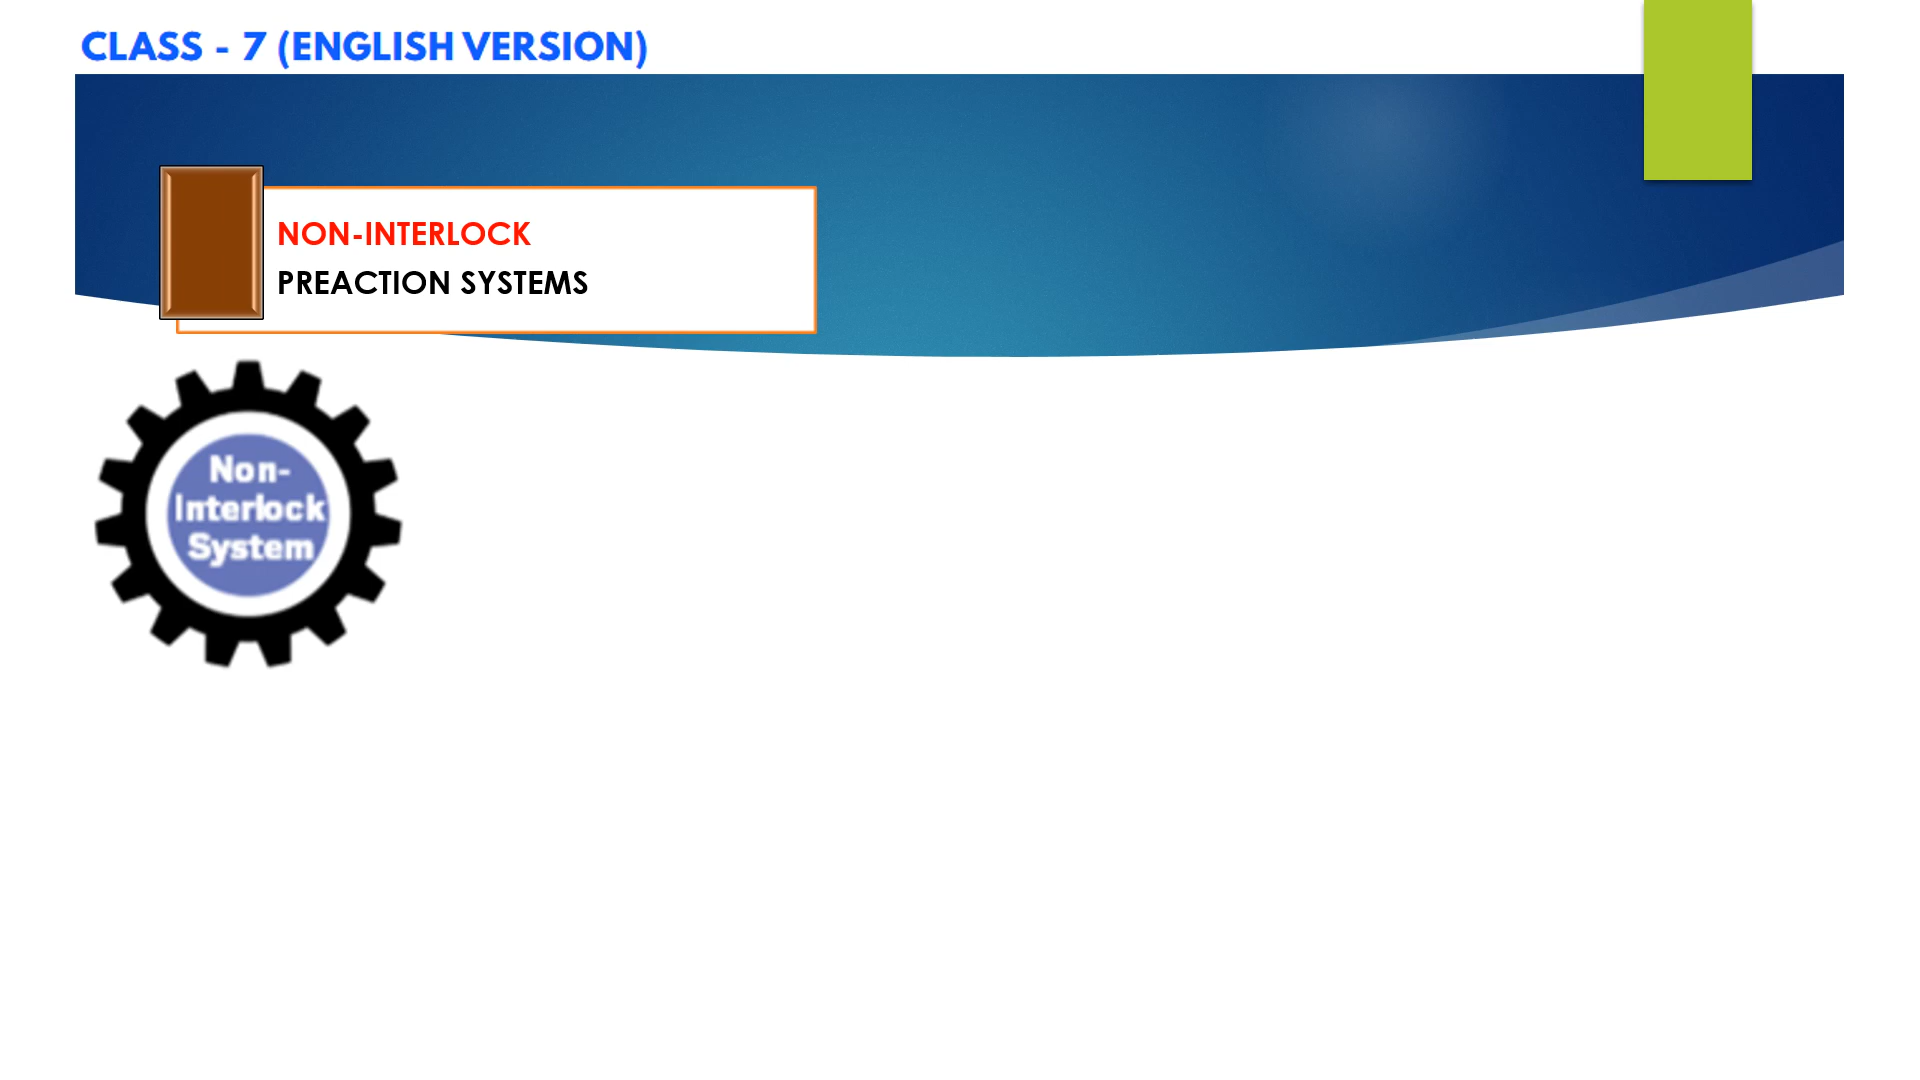 CLASS - 7 (ENGLISH VERSION)
NON-INTERLOCK
PREACTION SYSTEMS
Non-
Interlock
System